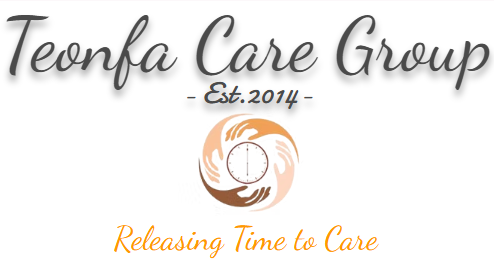 Teonfa Care Group
- Est.2014 -
Releasing Time to Care